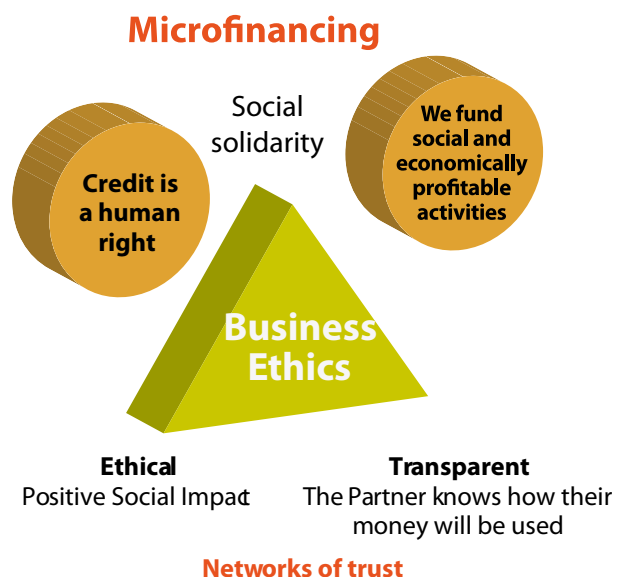 Microfinancing
Social
solidarity
We fund
social and
economically
profitable
activities
Credit is
a human
right
Business
Ethics
Ethical
Positive Social Impact
Transparent
The Partner knows how their
money will be used
Networks of trust